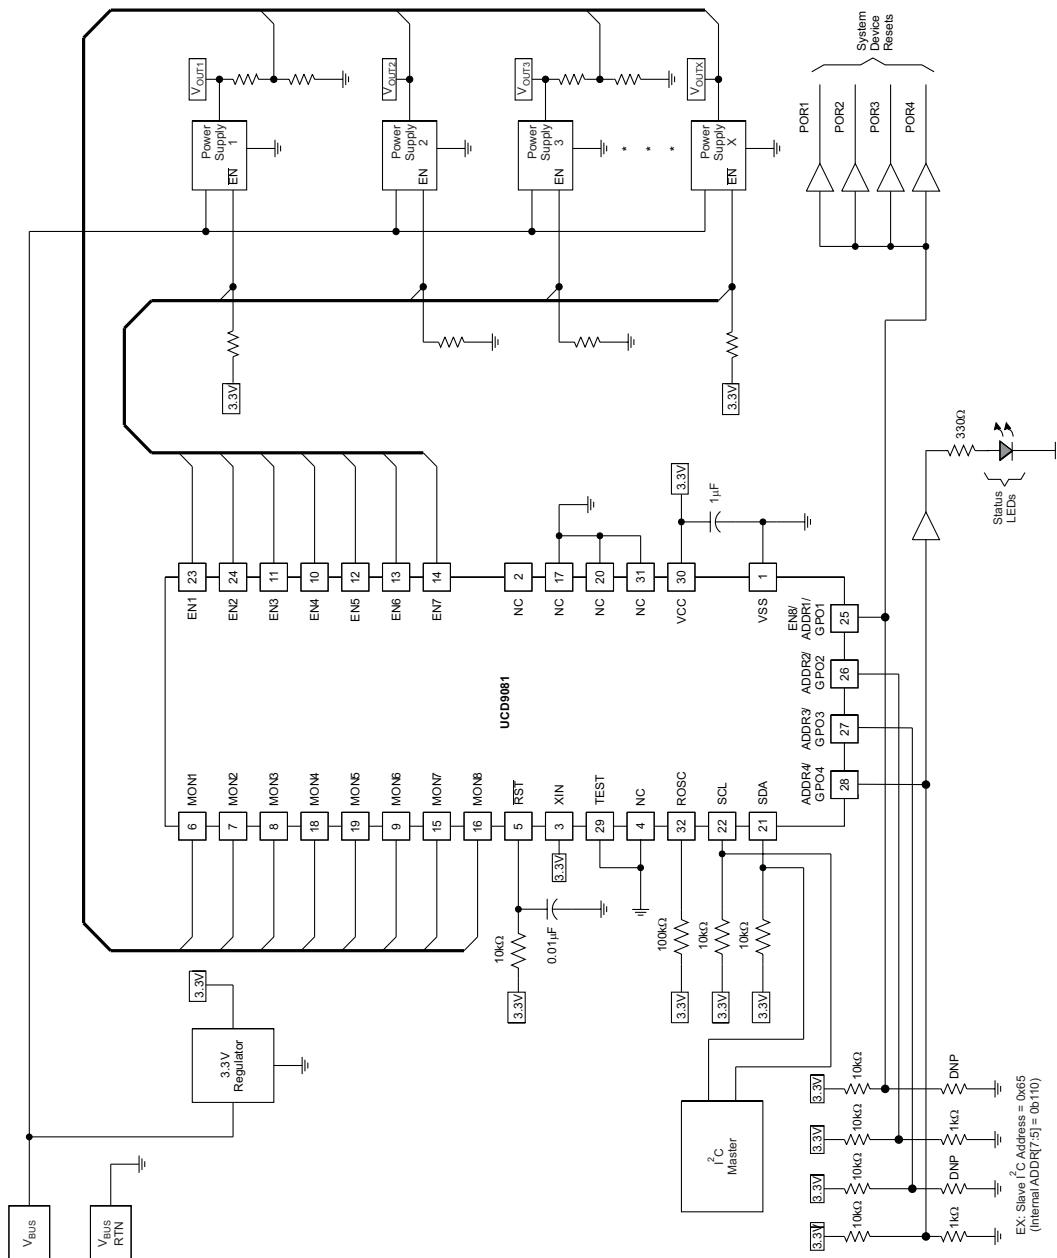 VBUS
VBUS
RTN
3.3V
Regulator
3.3V
I2C
Master
UCD9081
6
MON1
7
MON2
8
MON3
18
MON4
19
MON5
9
MON6
15
MON7
16
MON8
5
RST
3
XIN
29
TEST
4
NC
32
ROSC
22
SCL
21
SDA
3.3V
10kΩ
0.01µF
3.3V
3.3V
100kΩ
3.3V
10kΩ
3.3V
10kΩ
EN1
23
EN2
24
EN3
11
EN4
10
EN5
12
EN6
13
EN7
14
NC
2
NC
17
NC
20
NC
31
VCC
30
VSS
1
3.3V
1µF
ADDR4/
GPO4
28
ADDR3/
GPO3
27
ADDR2/
GPO2
26
EN8/
ADDR1/
GPO1
25
3.3V
3.3V
Power
Supply
1
EN
VOUT1
Power
Supply
2
EN
VOUT2
Power
Supply
3
EN
VOUT3
* * *
Power
Supply
X
EN
VOUTX
POR1
POR2
POR3
POR4
System
Device
Resets
330Ω
Status
LEDs
3.3V
10kΩ
DNP
3.3V
10kΩ
1kΩ
3.3V
10kΩ
DNP
3.3V
10kΩ
1kΩ
EX: Slave I2C Address = 0x65
(Internal ADDR[7:5] = 0b110)